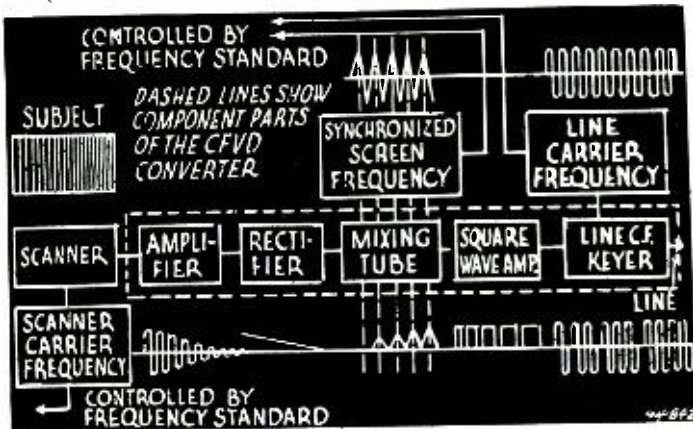 CONTROLLED BY
FREQUENCY STANDARD
DASHED LINES SHOW
COMPONENT PARTS
OF THE CFVD
CONVERTER
SUBJECT
SYNCHRONIZED
SCREEN
FREQUENCY
LINE
CARRIER
FREQUENCY
SCANNER
AMPLI-
FIER
RECTI-
FIER
MIXING
TUBE
SQUARE
WAVE AMP.
LINE C.F.
KEYER
LINE
SCANNER
CARRIER
FREQUENCY
CONTROLLED BY
FREQUENCY STANDARD